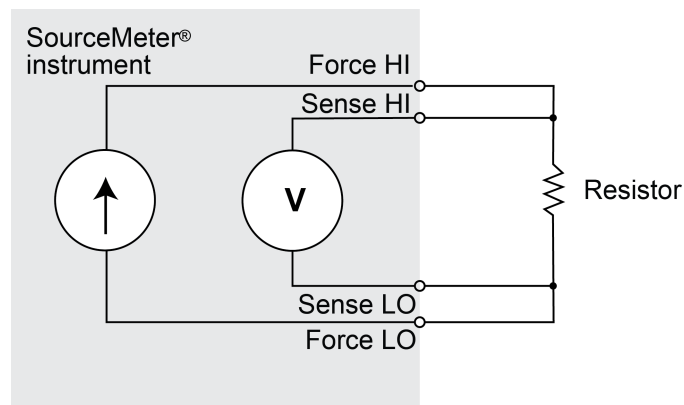 SourceMeter®
instrument
Force HI
Sense HI
V
Resistor
Sense LO
Force LO